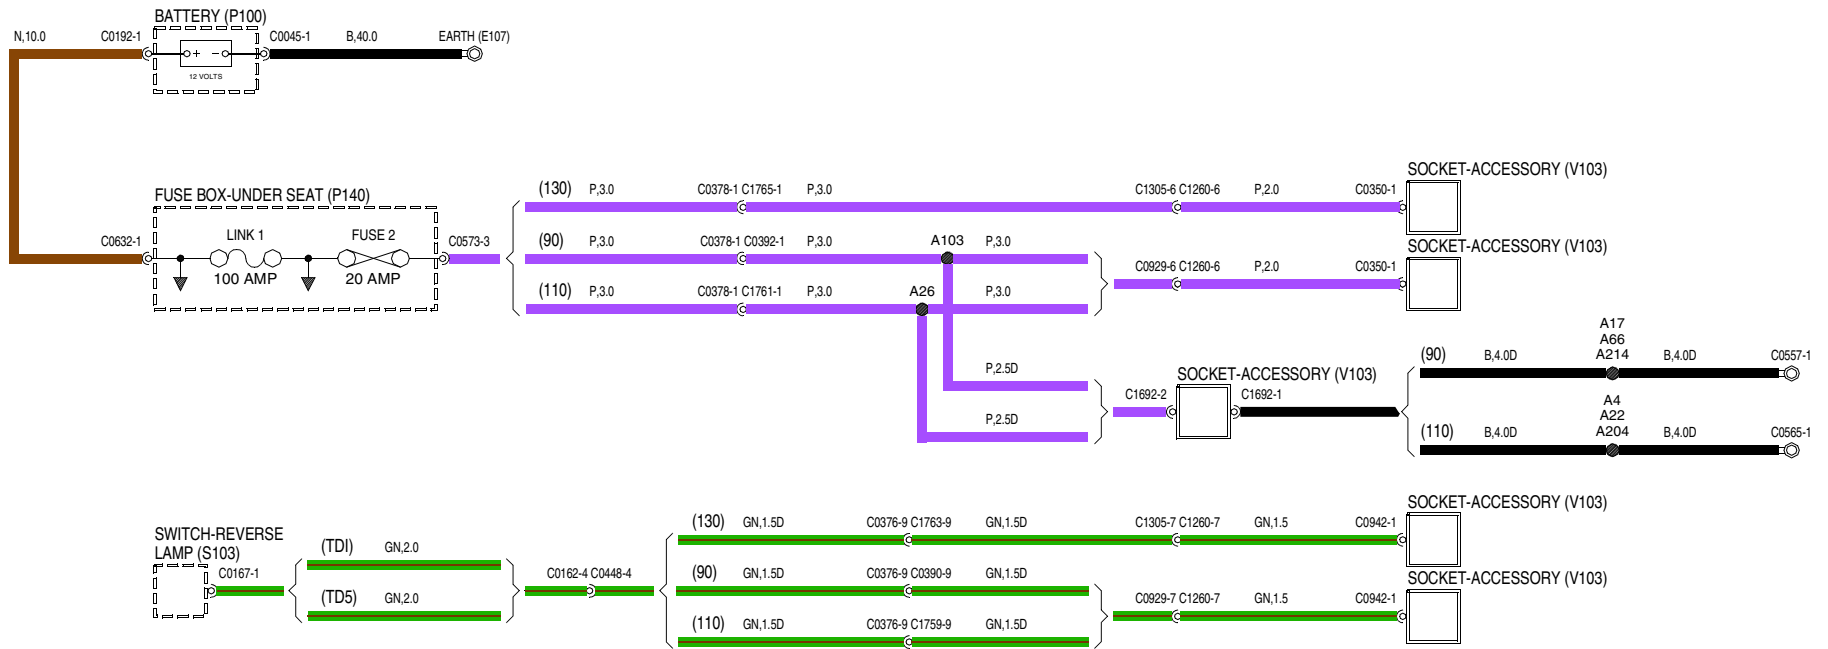 BATTERY (P100)
N,10.0
C0192-1
C0045-1
B,40.0
EARTH (E107)
+ −
12 VOLTS
FUSE BOX-UNDER SEAT (P140)
C0632-1
LINK 1
100 AMP
FUSE 2
20 AMP
C0573-3
(130)
P,3.0
C0378-1 C1765-1
P,3.0
C1305-6 C1260-6
P,2.0
C0350-1
SOCKET-ACCESSORY (V103)
(90)
P,3.0
C0378-1 C0392-1
P,3.0
A103
P,3.0
(110)
P,3.0
C0378-1 C1761-1
P,3.0
A26
P,3.0
C0929-6 C1260-6
P,2.0
C0350-1
SOCKET-ACCESSORY (V103)
P,2.5D
P,2.5D
C1692-2
SOCKET-ACCESSORY (V103)
C1692-1
(90)
B,4.0D
A17
A66
A214
B,4.0D
C0557-1
(110)
B,4.0D
A4
A22
A204
B,4.0D
C0565-1
SWITCH-REVERSE
LAMP (S103)
C0167-1
(TDI)
GN,2.0
(TD5)
GN,2.0
C0162-4 C0448-4
(130)
GN,1.5D
C0376-9 C1763-9
GN,1.5D
C1305-7 C1260-7
GN,1.5
C0942-1
SOCKET-ACCESSORY (V103)
(90)
GN,1.5D
C0376-9 C0390-9
GN,1.5D
(110)
GN,1.5D
C0376-9 C1759-9
GN,1.5D
C0929-7 C1260-7
GN,1.5
C0942-1
SOCKET-ACCESSORY (V103)